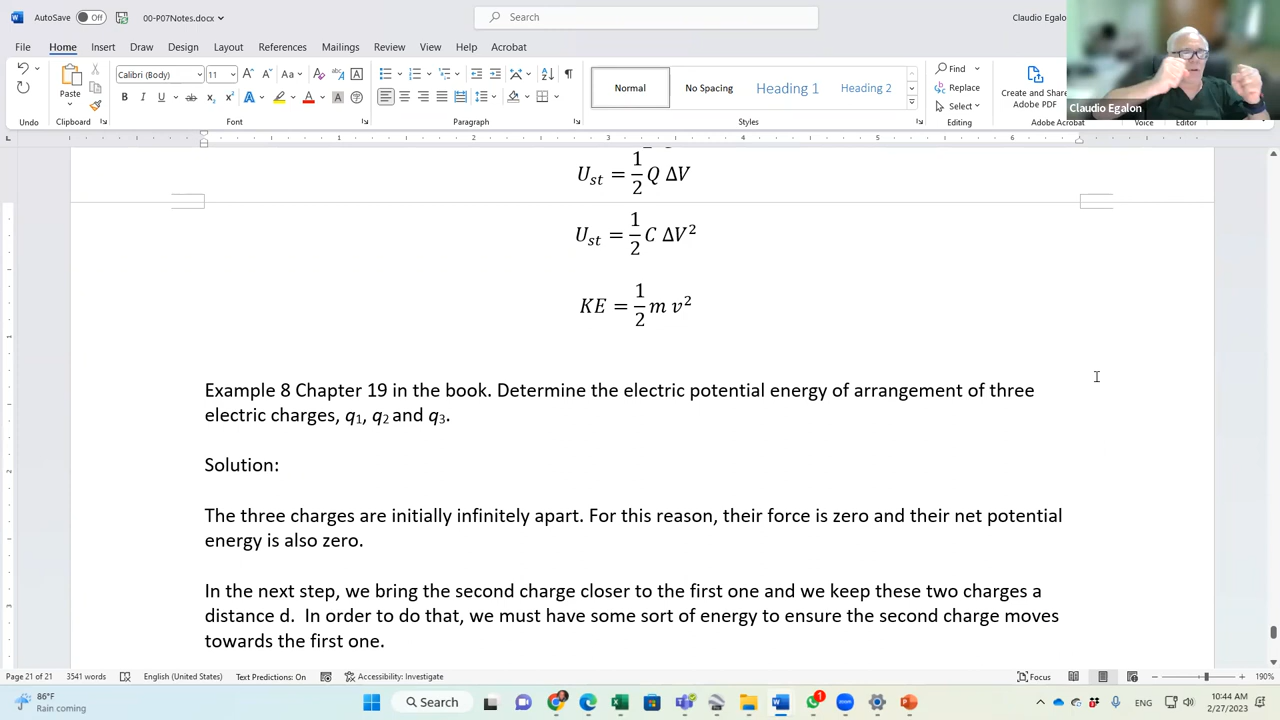 AutoSave Off 00-P07Notes.docx Search Claudio Egalon
File Home Insert Draw Design Layout References Mailings Review View Help Acrobat
Calibri (Body) 11 Normal No Spacing Heading 1 Heading 2 Find
Paste Replace Create and Share
Select Adobe PDF
Undo Clipboard Font Paragraph Styles Editing Adobe Acrobat Voice Editor
Claudio Egalon
1 2 3 4 5 6
U_st = 1/2 Q ΔV
U_st = 1/2 C ΔV²
KE = 1/2 m v²
Example 8 Chapter 19 in the book. Determine the electric potential energy of arrangement of three
electric charges, q₁, q₂ and q₃.
Solution:
The three charges are initially infinitely apart. For this reason, their force is zero and their net potential
energy is also zero.
In the next step, we bring the second charge closer to the first one and we keep these two charges a
distance d. In order to do that, we must have some sort of energy to ensure the second charge moves
towards the first one.
Page 21 of 21 3541 words English (United States) Text Predictions: On Accessibility: Investigate Focus 190%
86°F
Rain coming
Search
1
ENG
10:44 AM
2/27/2023